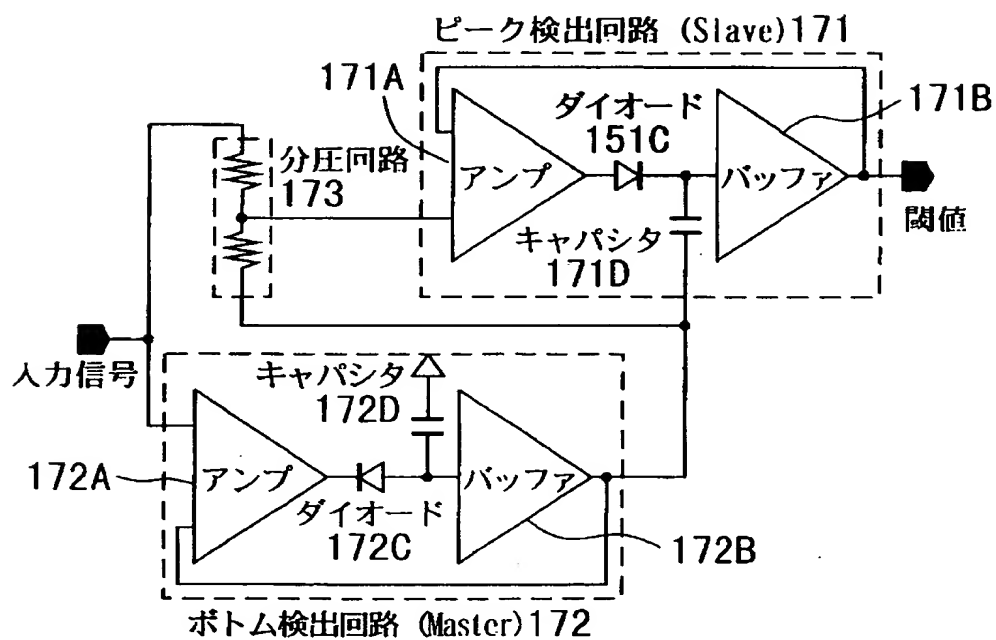 ピーク検出回路 (Slave)171
171A
ダイオード
151C
171B
分圧回路
173
アンプ
バッファ
閾値
キャパシタ
171D
入力信号
キャパシタ
172D
172A
アンプ
バッファ
ダイオード
172C
172B
ボトム検出回路 (Master)172